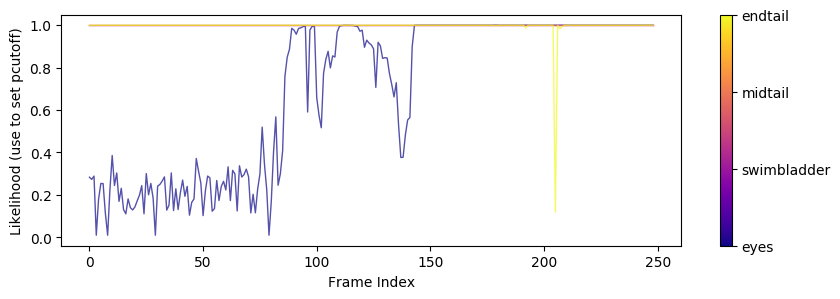 Likelihood (use to set pcutoff)
1.0
0.8
0.6
0.4
0.2
0.0
0
50
100
150
200
250
Frame Index
endtail
midtail
swimbladder
eyes